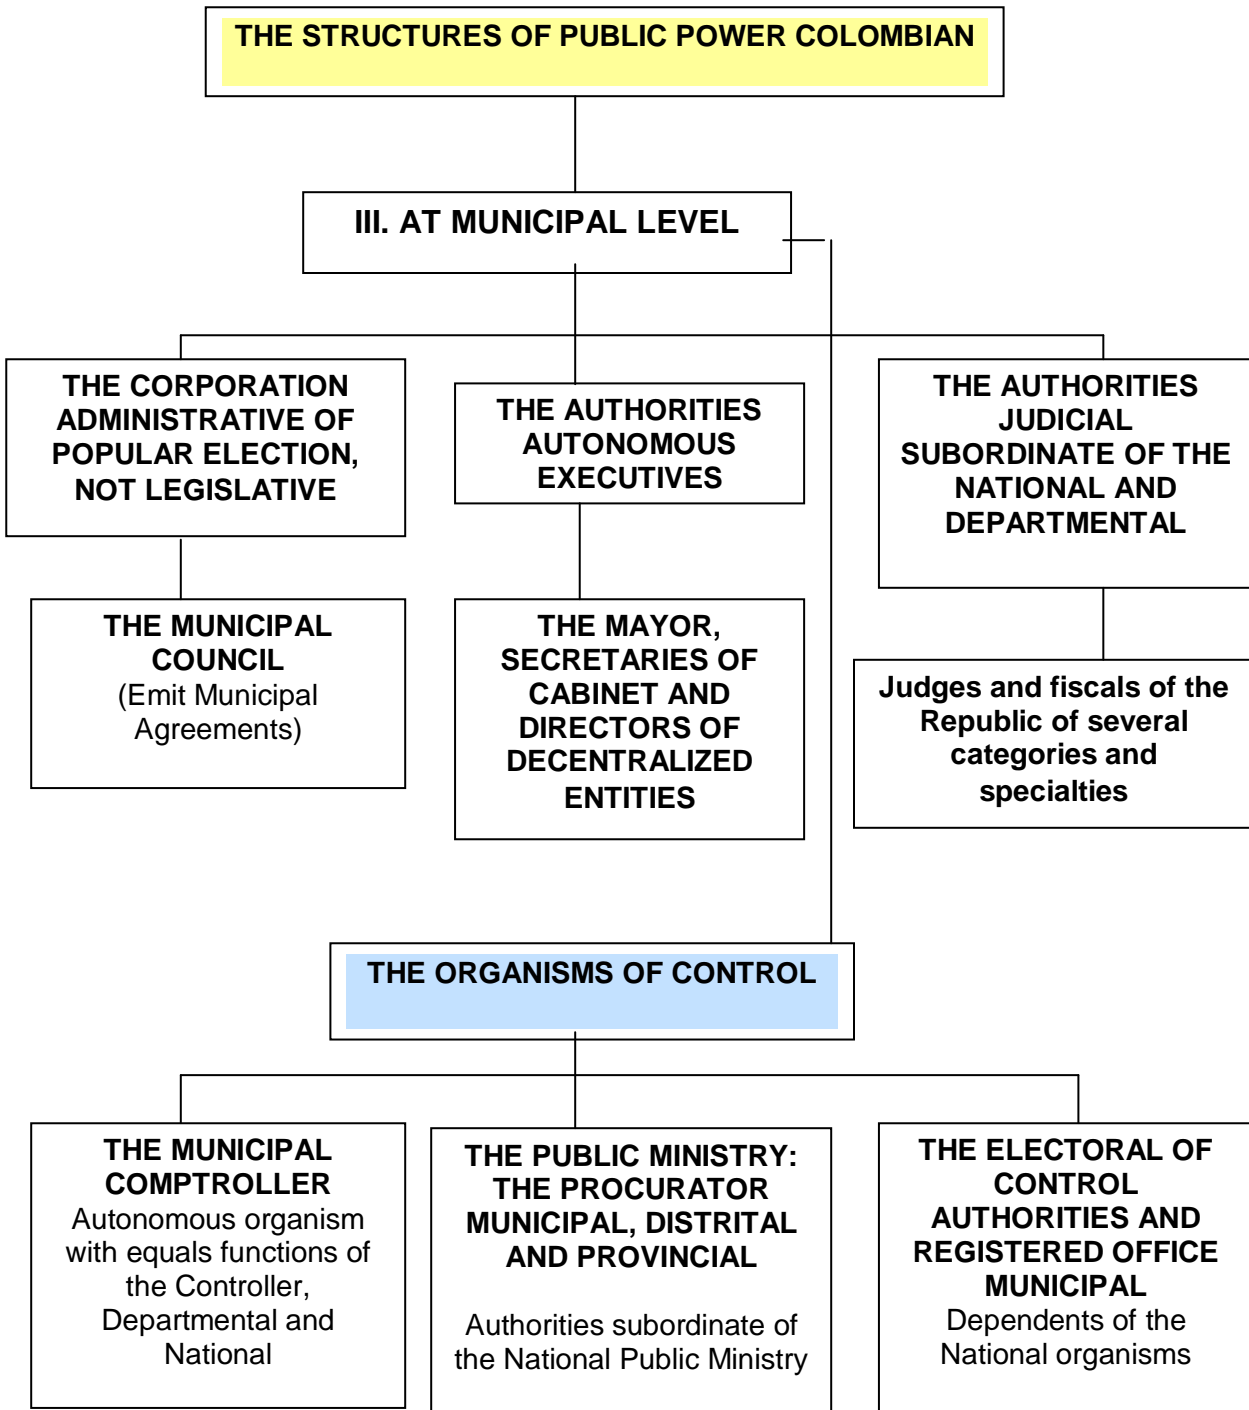 THE STRUCTURES OF PUBLIC POWER COLOMBIAN
III. AT MUNICIPAL LEVEL
THE CORPORATION
ADMINISTRATIVE OF
POPULAR ELECTION,
NOT LEGISLATIVE
THE AUTHORITIES
AUTONOMOUS
EXECUTIVES
THE AUTHORITIES
JUDICIAL
SUBORDINATE OF THE
NATIONAL AND
DEPARTMENTAL
THE MUNICIPAL
COUNCIL
(Emit Municipal
Agreements)
THE MAYOR,
SECRETARIES OF
CABINET AND
DIRECTORS OF
DECENTRALIZED
ENTITIES
Judges and fiscals of the
Republic of several
categories and
specialties
THE ORGANISMS OF CONTROL
THE MUNICIPAL
COMPTROLLER
Autonomous organism
with equals functions of
the Controller,
Departmental and
National
THE PUBLIC MINISTRY:
THE PROCURATOR
MUNICIPAL, DISTRITAL
AND PROVINCIAL
Authorities subordinate of
the National Public Ministry
THE ELECTORAL OF
CONTROL
AUTHORITIES AND
REGISTERED OFFICE
MUNICIPAL
Dependents of the
National organisms